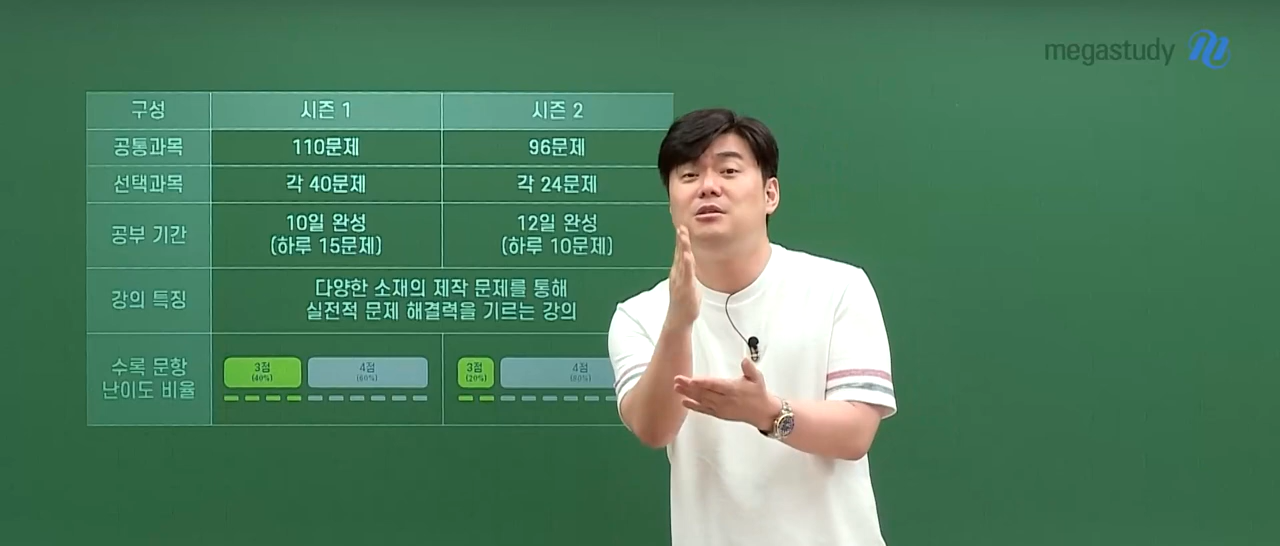 megastudy
구성 시즌 1 시즌 2
공통과목 110문제 96문제
선택과목 각 40문제 각 24문제
공부 기간 10일 완성 12일 완성
(하루 15문제) (하루 10문제)
강의 특징 다양한 소재의 제작 문제를 통해
실전적 문제 해결력을 기르는 강의
수록 문항 3점 4점 3점 4점
난이도 비율 (40%) (60%) (20%) (80%)